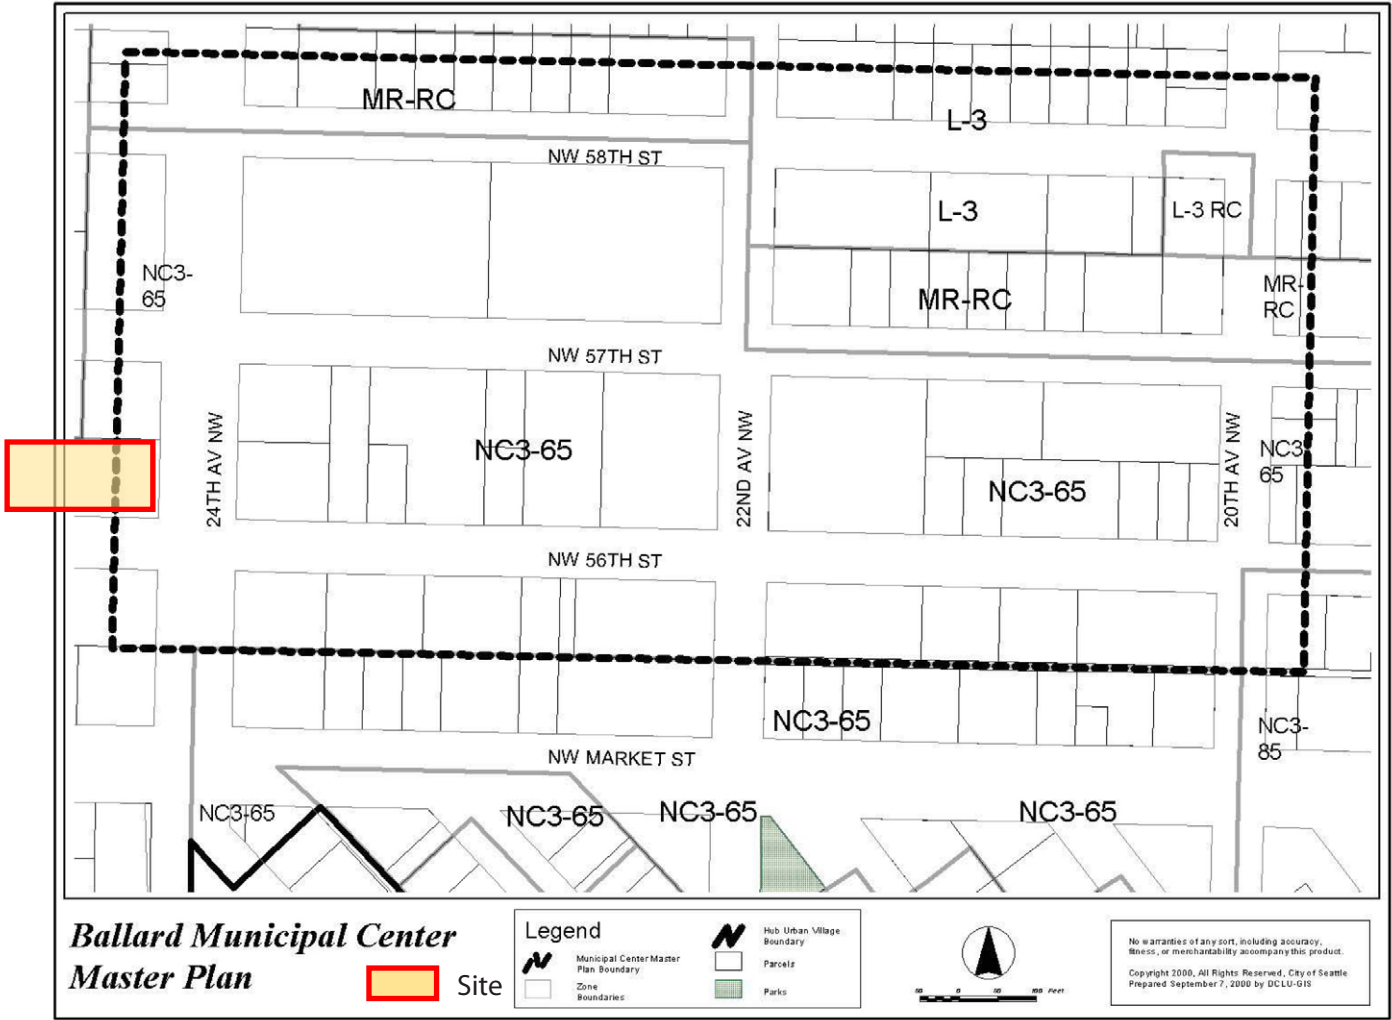 MR-RC
L-3
NW 58TH ST
L-3
L-3 RC
NC3-
65
MR-RC
MR-
RC
NW 57TH ST
24TH AV NW
NC3-65
22ND AV NW
NC3-65
20TH AV NW
NC3
65
NW 56TH ST
NC3-65
NC3-
85
NW MARKET ST
NC3-65
NC3-65
NC3-65
NC3-65
Ballard Municipal Center
Master Plan
Site
Legend
Municipal Center Master
Plan Boundary
Zone
Boundaries
Hub Urban Village
Boundary
Parcels
Parks
Feet
No warranties of any sort, including accuracy,
fitness, or merchantability accompany this product.
Copyright 2000, All Rights Reserved, City of Seattle
Prepared September 7, 2000 by DCLU-GIS